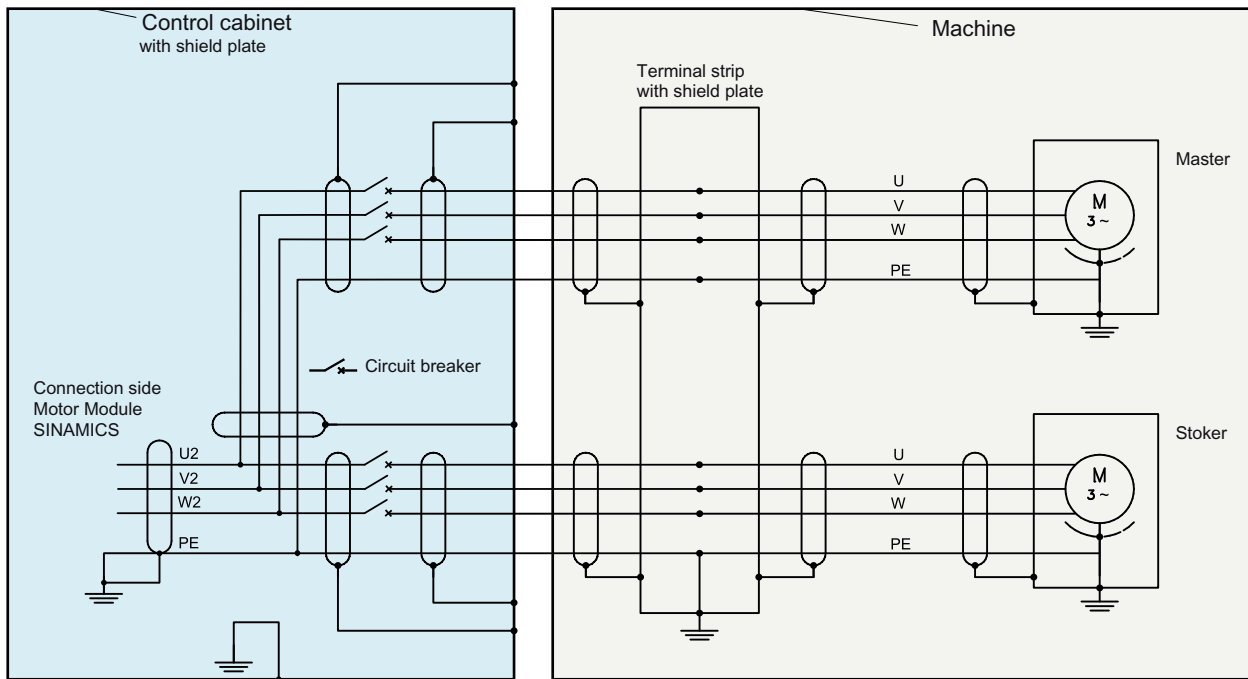 Control cabinet
with shield plate
Machine
Terminal strip
with shield plate
Master
U
V
W
PE
M
3 ~
Circuit breaker
Connection side
Motor Module
SINAMICS
U2
V2
W2
PE
Stoker
U
V
W
PE
M
3 ~